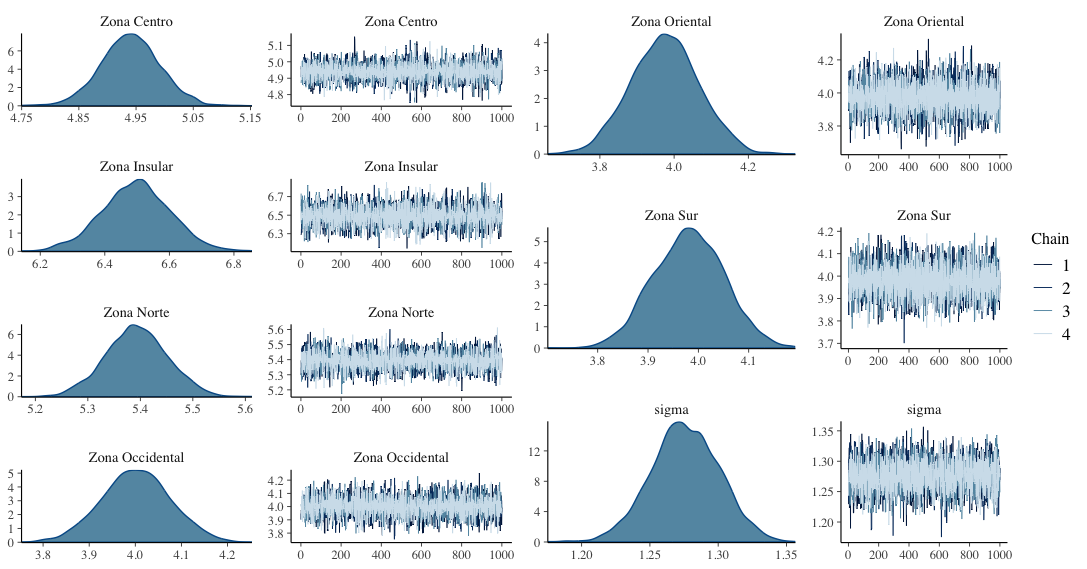 Zona Centro
6
4
2
0
4.75 4.85 4.95 5.05 5.15
Zona Centro
5.1
5.0
4.9
4.8
0 200 400 600 800 1000
Zona Insular
3
2
1
0
6.2 6.4 6.6 6.8
Zona Insular
6.7
6.5
6.3
0 200 400 600 800 1000
Zona Norte
6
4
2
0
5.2 5.3 5.4 5.5 5.6
Zona Norte
5.6
5.5
5.4
5.3
5.2
0 200 400 600 800 1000
Zona Occidental
5
4
3
2
1
0
3.8 3.9 4.0 4.1 4.2
Zona Occidental
4.2
4.1
4.0
3.9
3.8
0 200 400 600 800 1000
Zona Oriental
4
3
2
1
0
3.8 4.0 4.2
Zona Oriental
4.2
4.0
3.8
0 200 400 600 800 1000
Zona Sur
5
4
3
2
1
0
3.8 3.9 4.0 4.1
Zona Sur
4.2
4.1
4.0
3.9
3.8
3.7
0 200 400 600 800 1000
sigma
12
8
4
0
1.20 1.25 1.30 1.35
sigma
1.35
1.30
1.25
1.20
0 200 400 600 800 1000
Chain
1
2
3
4